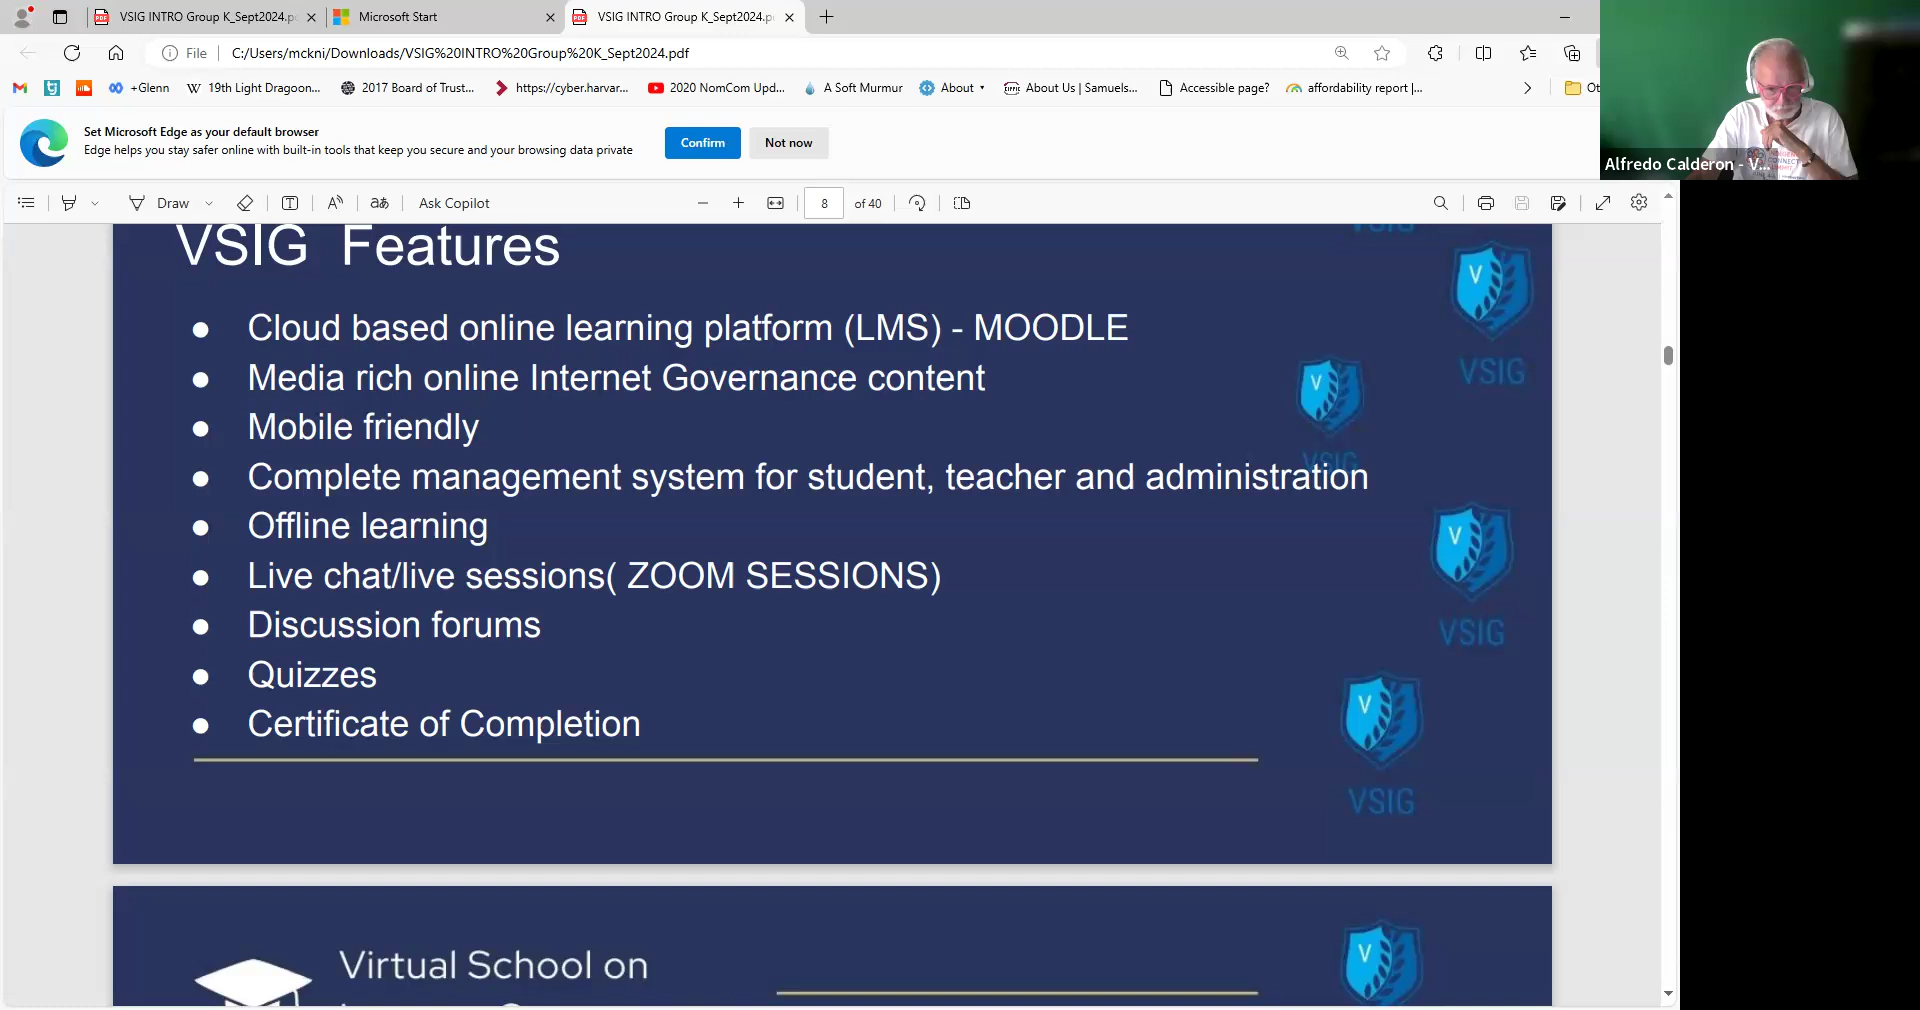 VSIG INTRO Group K_Sept2024.p
Microsoft Start
VSIG INTRO Group K_Sept2024.p
File
C:/Users/mckni/Downloads/VSIG%20INTRO%20Group%20K_Sept2024.pdf
+Glenn
19th Light Dragoon...
2017 Board of Trust...
https://cyber.harvar...
2020 NomCom Upd...
A Soft Murmur
About
About Us | Samuels...
Accessible page?
affordability report |...
Ot
Set Microsoft Edge as your default browser
Edge helps you stay safer online with built-in tools that keep you secure and your browsing data private
Confirm
Not now
Alfredo Calderon - V...
Draw
Ask Copilot
8
of 40
VSIG Features
● Cloud based online learning platform (LMS) - MOODLE
● Media rich online Internet Governance content
● Mobile friendly
● Complete management system for student, teacher and administration
● Offline learning
● Live chat/live sessions( ZOOM SESSIONS)
● Discussion forums
● Quizzes
● Certificate of Completion
VSIG
V
VSIG
V
VSIG
V
VSIG
V
VSIG
Virtual School on
V